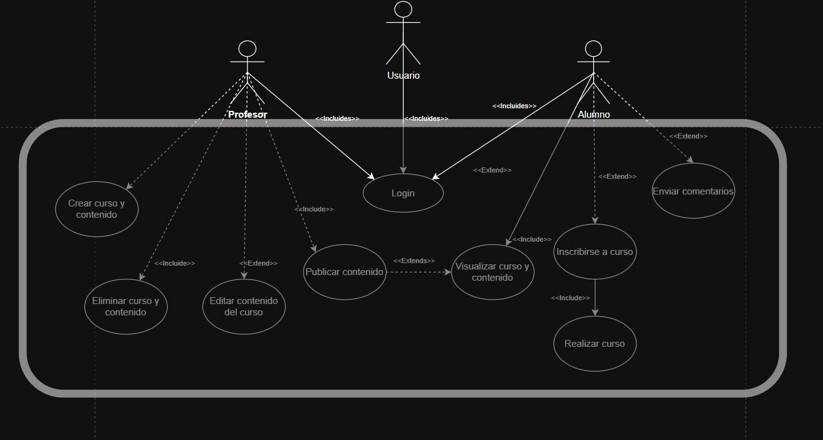 Usuario
Profesor
Alumno
<<Includes>>
<<Includes>>
<<Includes>>
<<Extend>>
<<Extend>>
<<Extend>>
Login
Enviar comentarios
Crear curso y
contenido
<<Include>>
<<Include>>
Inscribirse a curso
<<Include>>
<<Extend>>
<<Extends>>
Publicar contenido
Visualizar curso y
contenido
Eliminar curso y
contenido
Editar contenido
del curso
<<Include>>
Realizar curso